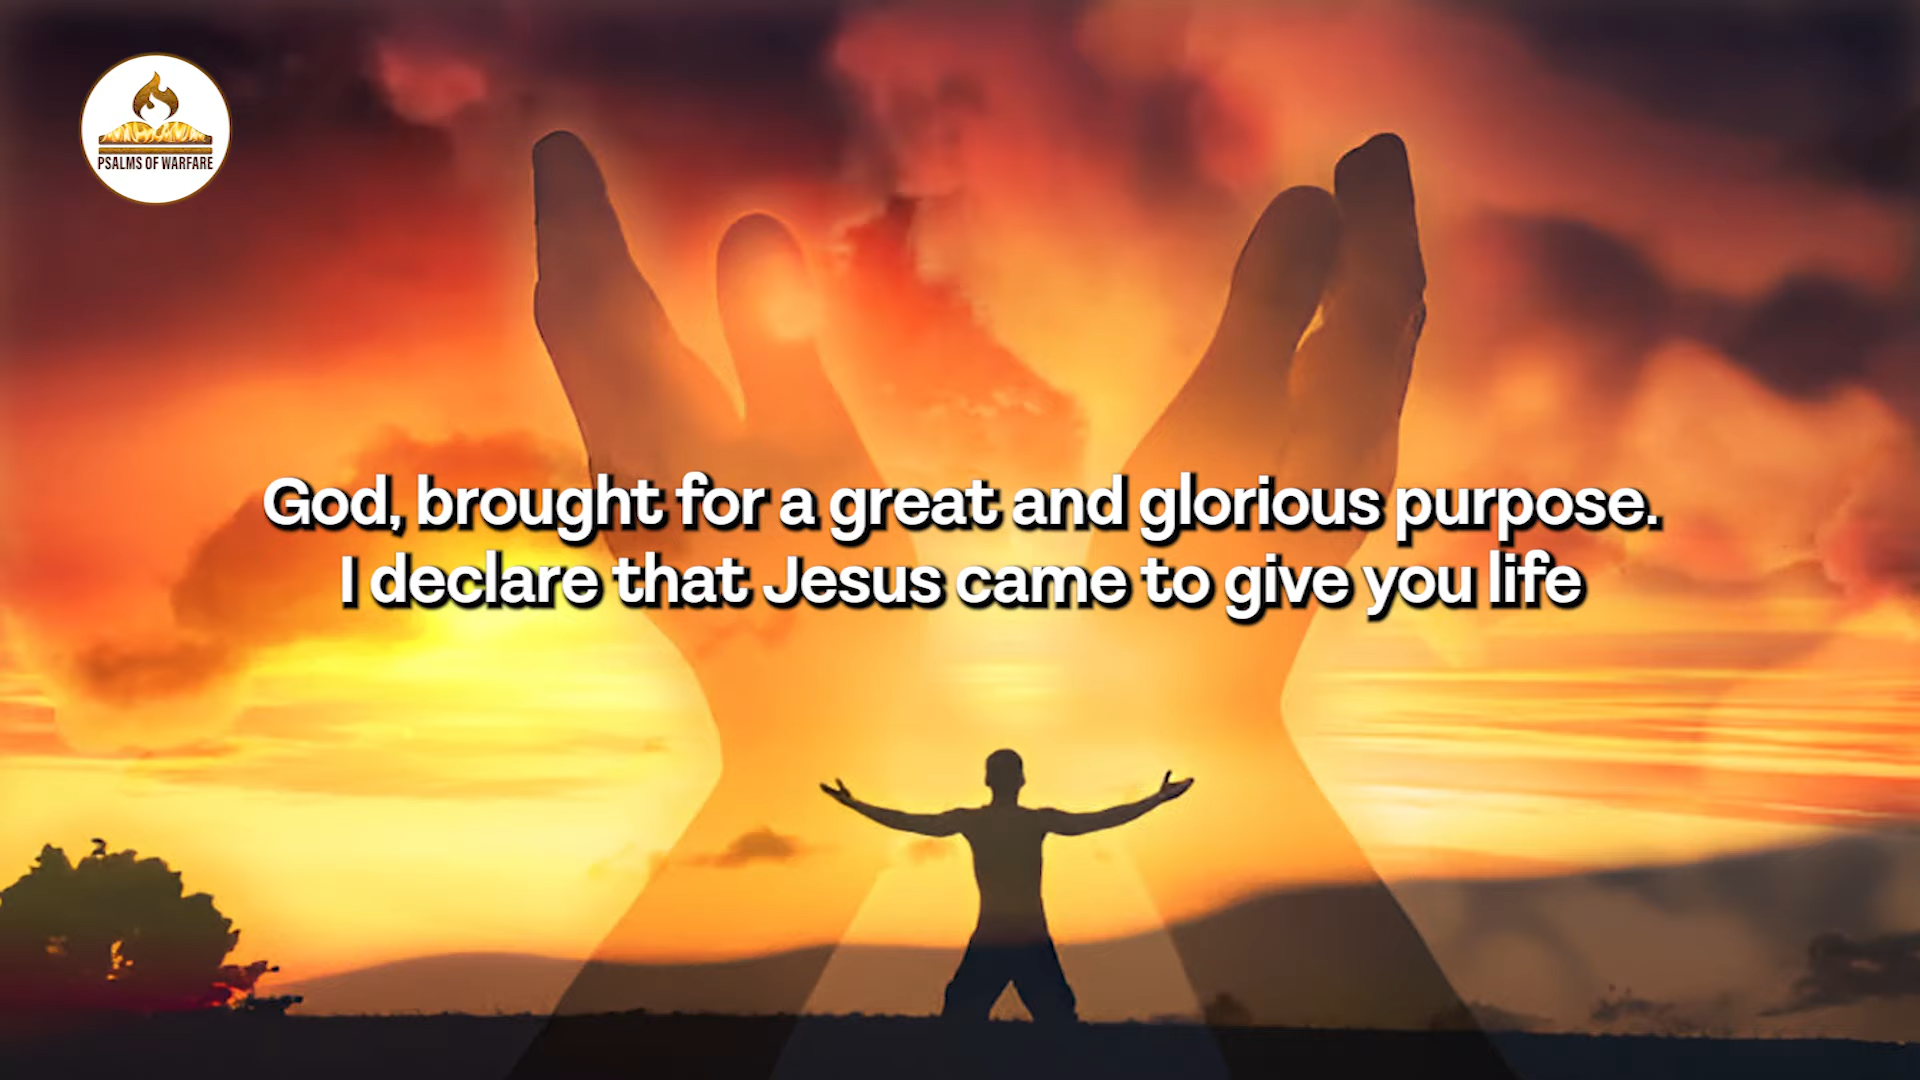 PSALMS OF WARFARE
God, brought for a great and glorious purpose.
I declare that Jesus came to give you life